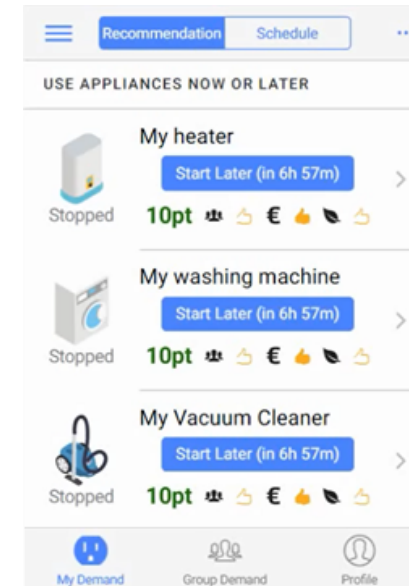 Recommendation Schedule
USE APPLIANCES NOW OR LATER
My heater
Start Later (in 6h 57m)
Stopped
10pt €
My washing machine
Start Later (in 6h 57m)
Stopped
10pt €
My Vacuum Cleaner
Start Later (in 6h 57m)
Stopped
10pt €
My Demand Group Demand Profile